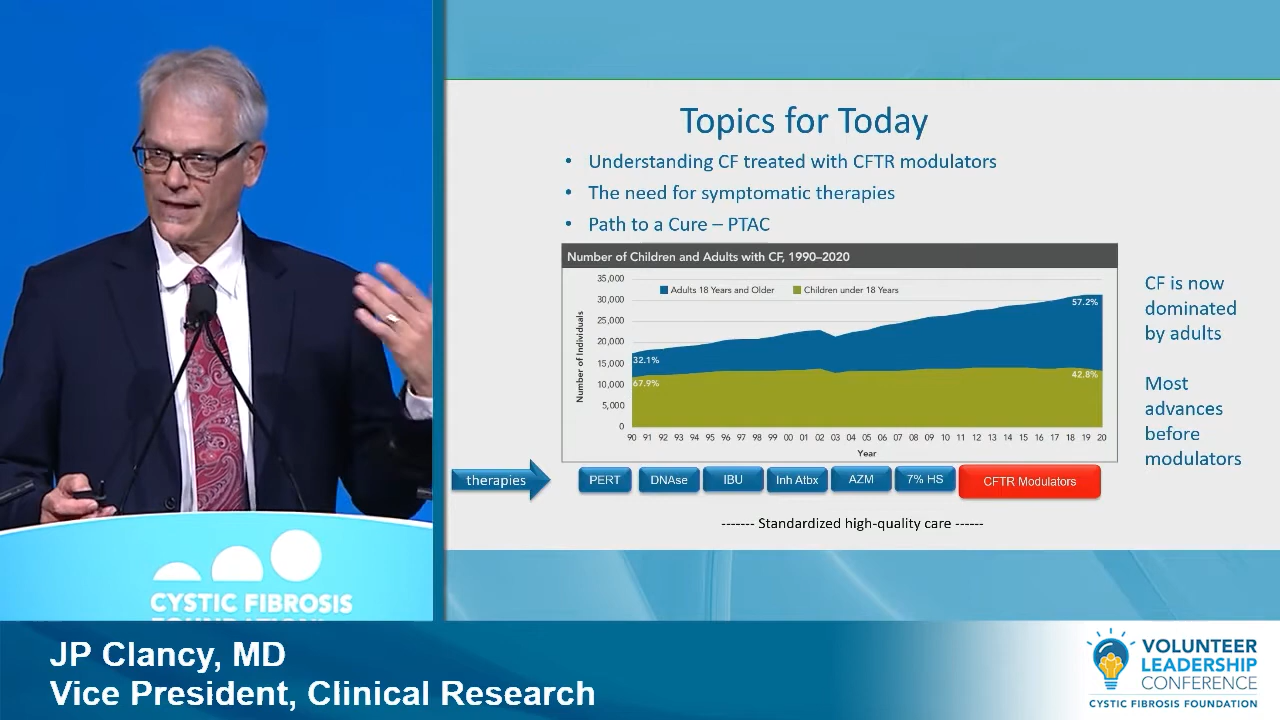 Topics for Today
• Understanding CF treated with CFTR modulators
• The need for symptomatic therapies
• Path to a Cure – PTAC
Number of Children and Adults with CF, 1990–2020
Number of Individuals
35,000
30,000
25,000
20,000
15,000
10,000
5,000
0
Adults 18 Years and Older
Children under 18 Years
32.1%
67.9%
57.2%
42.8%
90 91 92 93 94 95 96 97 98 99 00 01 02 03 04 05 06 07 08 09 10 11 12 13 14 15 16 17 18 19 20
Year
CF is now
dominated
by adults
Most
advances
before
modulators
therapies
PERT
DNAse
IBU
Inh Atbx
AZM
7% HS
CFTR Modulators
------- Standardized high-quality care ------
CYSTIC FIBROSIS
FOUNDATION
JP Clancy, MD
Vice President, Clinical Research
VOLUNTEER
LEADERSHIP
CONFERENCE
CYSTIC FIBROSIS FOUNDATION